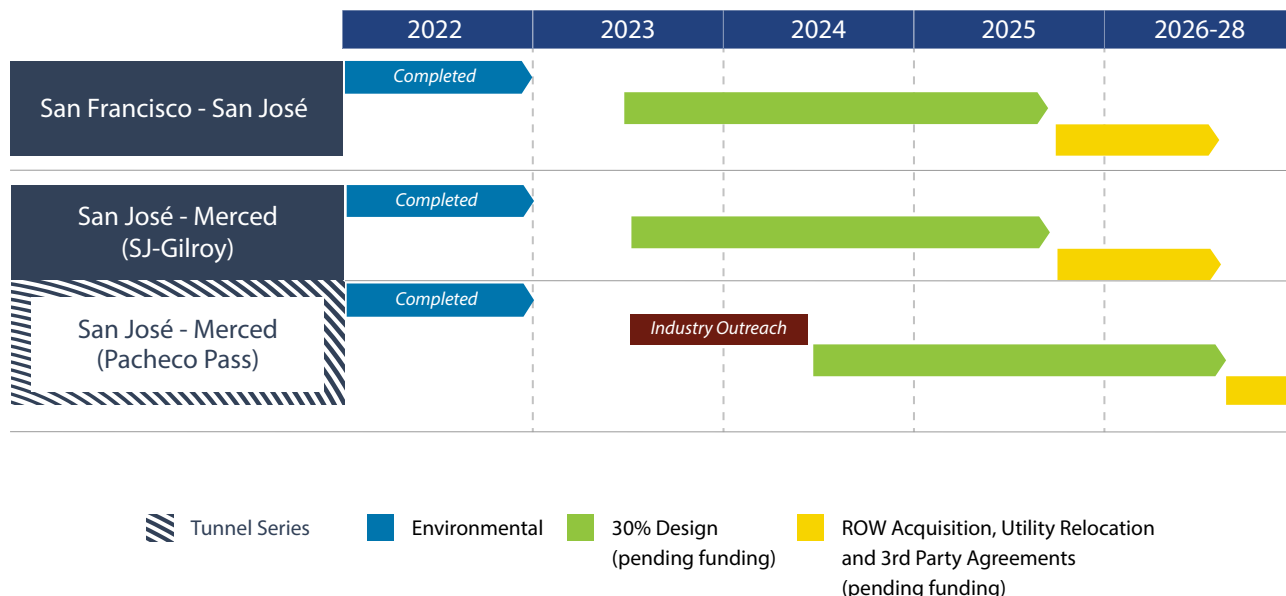 2022 2023 2024 2025 2026-28
Completed
San Francisco - San José
Completed
San José - Merced
(SJ-Gilroy)
Completed
San José - Merced
(Pacheco Pass)
Industry Outreach
Tunnel Series
Environmental
30% Design
(pending funding)
ROW Acquisition, Utility Relocation
and 3rd Party Agreements
(pending funding)